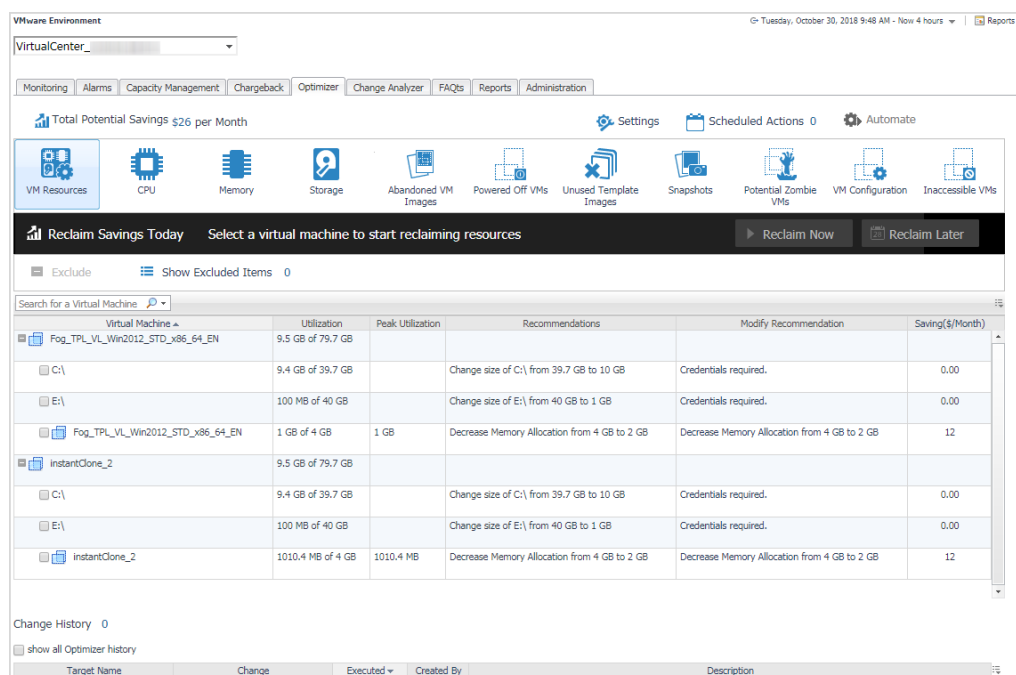 VMware Environment
Tuesday, October 30, 2018 9:48 AM - Now 4 hours
Reports
VirtualCenter_
Monitoring Alarms Capacity Management Chargeback Optimizer Change Analyzer FAQts Reports Administration
Total Potential Savings $26 per Month
Settings
Scheduled Actions 0
Automate
VM Resources
CPU
Memory
Storage
Abandoned VM Images
Powered Off VMs
Unused Template Images
Snapshots
Potential Zombie VMs
VM Configuration
Inaccessible VMs
Reclaim Savings Today Select a virtual machine to start reclaiming resources Reclaim Now Reclaim Later
Exclude Show Excluded Items 0
Search for a Virtual Machine
Virtual Machine Utilization Peak Utilization Recommendations Modify Recommendation Saving($/Month)
Fog_TPL_VL_Win2012_STD_x86_64_EN 9.5 GB of 79.7 GB
C:\ 9.4 GB of 39.7 GB Change size of C:\ from 39.7 GB to 10 GB Credentials required. 0.00
E:\ 100 MB of 40 GB Change size of E:\ from 40 GB to 1 GB Credentials required. 0.00
Fog_TPL_VL_Win2012_STD_x86_64_EN 1 GB of 4 GB 1 GB Decrease Memory Allocation from 4 GB to 2 GB Decrease Memory Allocation from 4 GB to 2 GB 12
instantClone_2 9.5 GB of 79.7 GB
C:\ 9.4 GB of 39.7 GB Change size of C:\ from 39.7 GB to 10 GB Credentials required. 0.00
E:\ 100 MB of 40 GB Change size of E:\ from 40 GB to 1 GB Credentials required. 0.00
instantClone_2 1010.4 MB of 4 GB 1010.4 MB Decrease Memory Allocation from 4 GB to 2 GB Decrease Memory Allocation from 4 GB to 2 GB 12
Change History 0
show all Optimizer history
Target Name Change Executed Created By Description